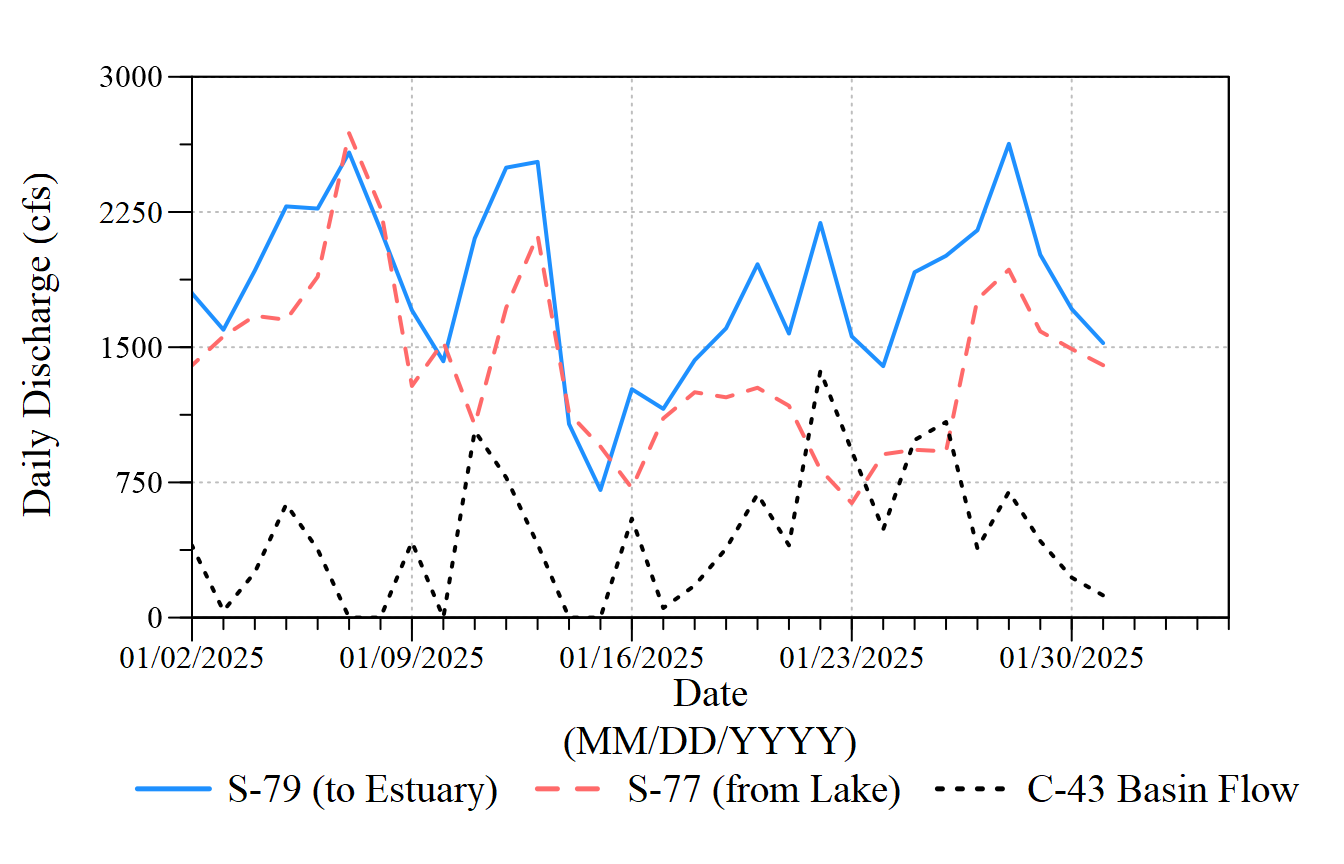 3000
2250
1500
750
0
Daily Discharge (cfs)
01/02/2025 01/09/2025 01/16/2025 01/23/2025 01/30/2025
Date
(MM/DD/YYYY)
S-79 (to Estuary) S-77 (from Lake) C-43 Basin Flow